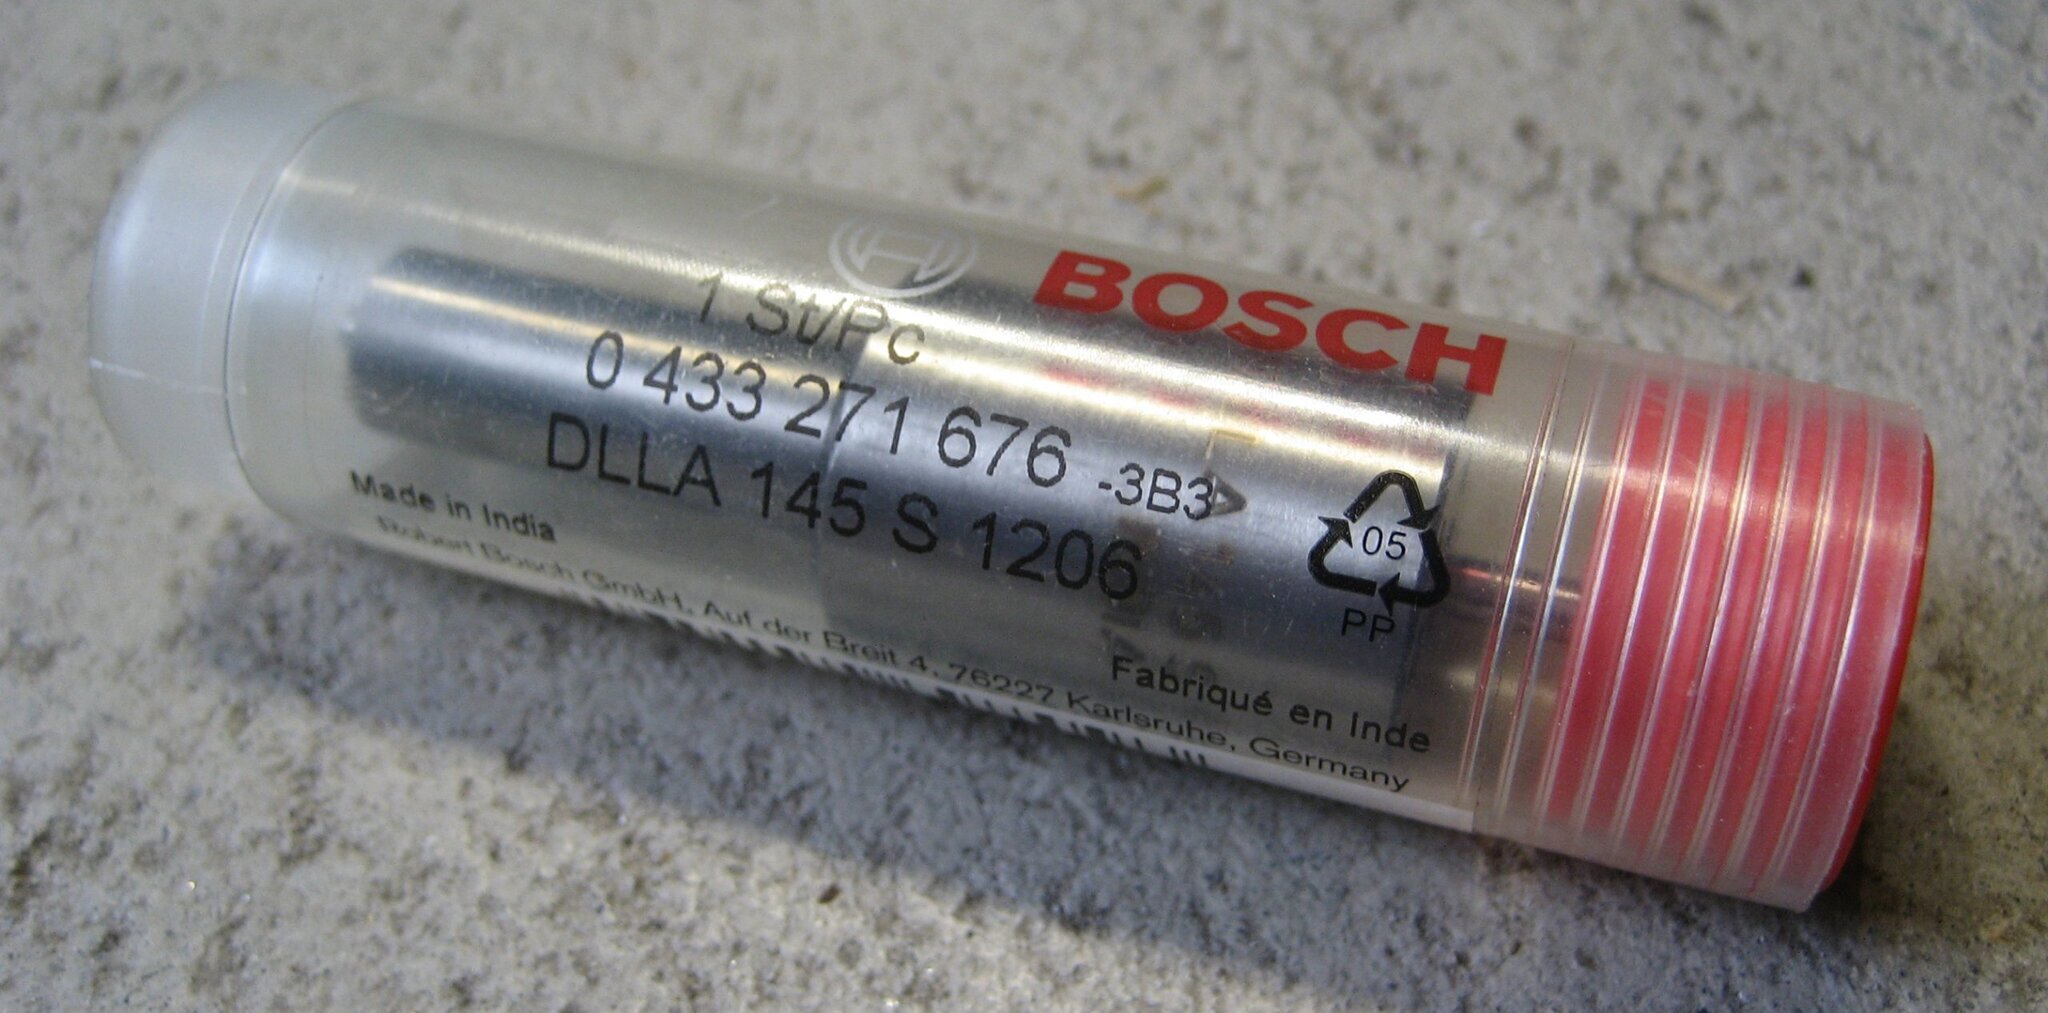 BOSCH
1 St/Pc
0 433 271 676 -3B3
DLLA 145 S 1206
05
PP
Made in India
Fabriqué en Inde
Robert Bosch GmbH, Auf der Breit 4, 76227 Karlsruhe, Germany